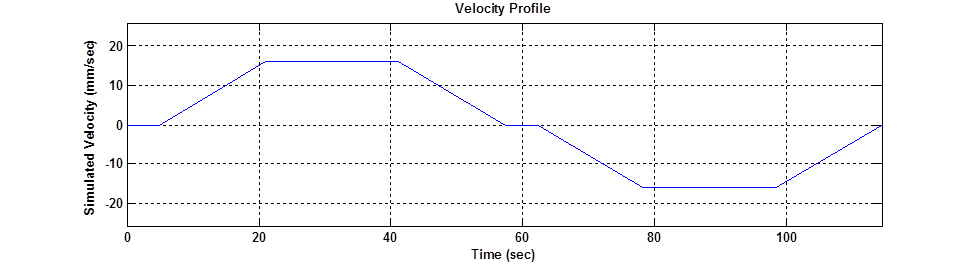 Velocity Profile
Simulated Velocity (mm/sec)
20
10
0
-10
-20
0 20 40 60 80 100
Time (sec)